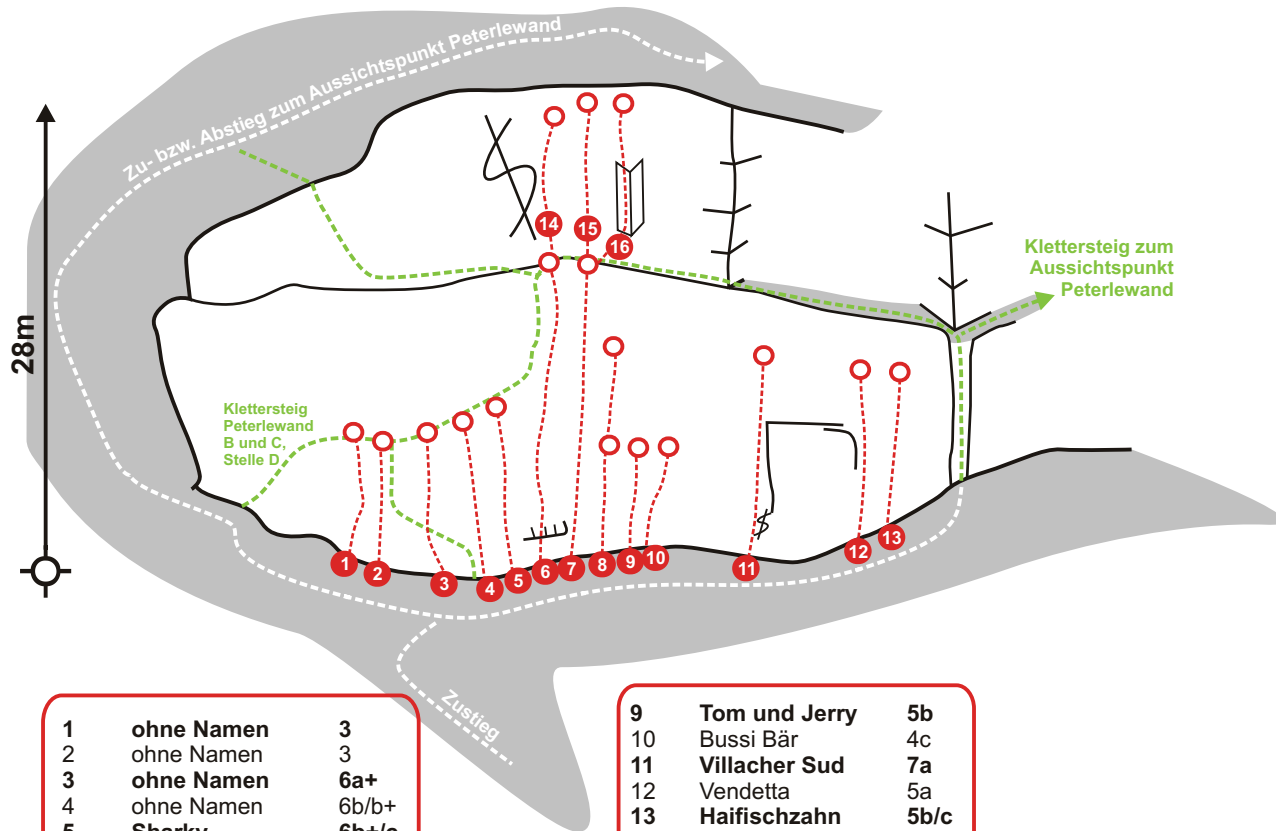 Zu- bzw. Abstieg zum Aussichtspunkt Peterlewand
28m
14
15
16
Klettersteig zum
Aussichtspunkt
Peterlewand
Klettersteig
Peterlewand
B und C,
Stelle D
1
2
3
4
5
6
7
8
9
10
11
12
13
Zustieg
1 ohne Namen 3
2 ohne Namen 3
3 ohne Namen 6a+
4 ohne Namen 6b/b+
5 Sharky 6b+/c
9 Tom und Jerry 5b
10 Bussi Bär 4c
11 Villacher Sud 7a
12 Vendetta 5a
13 Haifischzahn 5b/c